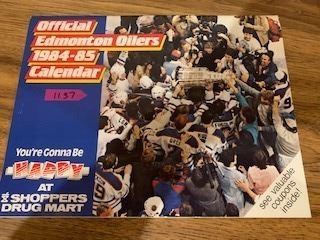 Official
Edmonton Oilers
1984-85
Calendar
1157
You're Gonna Be
HAPPY
AT
SHOPPERS
DRUG MART
see valuable
coupons
inside!